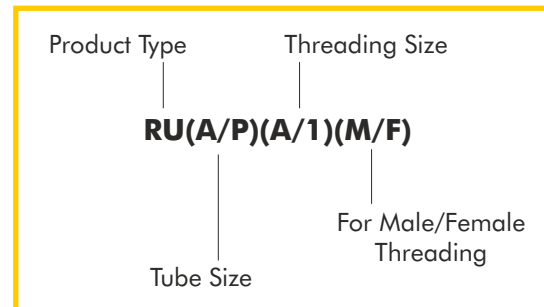 Product Type
Threading Size
RU(A/P)(A/1)(M/F)
For Male/Female
Threading
Tube Size